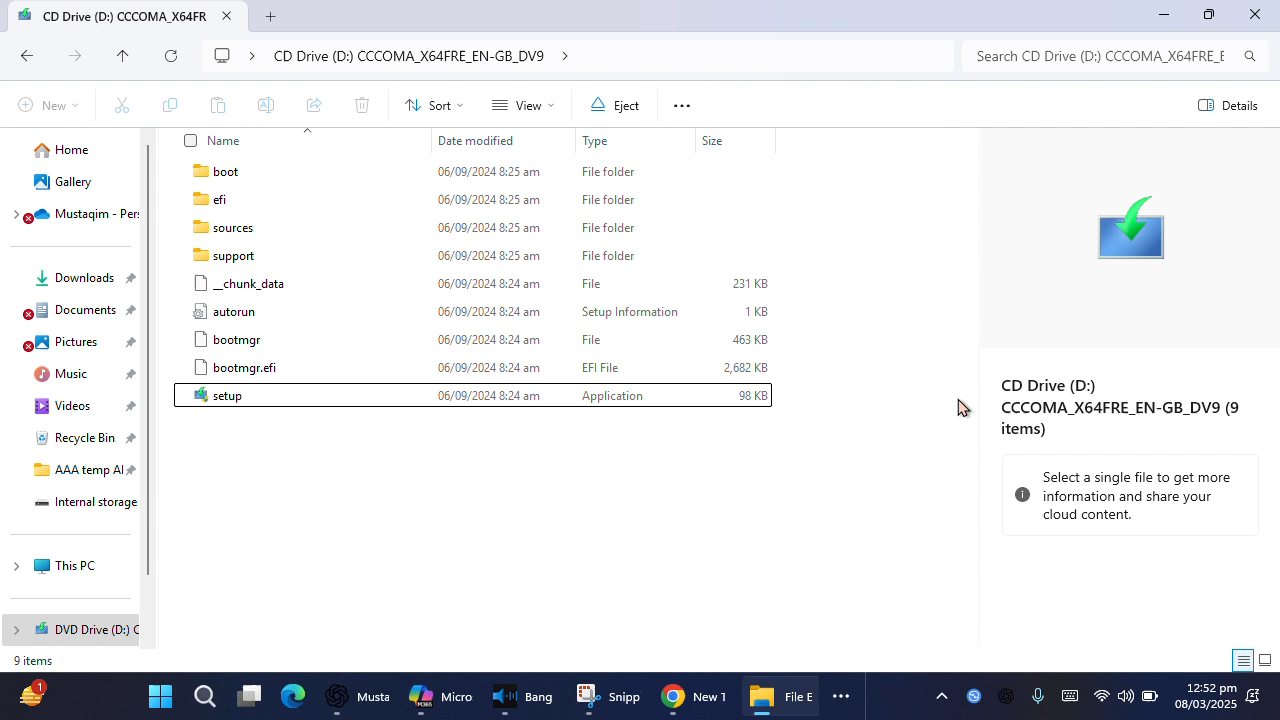 CD Drive (D:) CCCOMA_X64FR
CD Drive (D:) CCCOMA_X64FRE_EN-GB_DV9
Search CD Drive (D:) CCCOMA_X64FRE_E
New
Sort
View
Eject
Details
Name Date modified Type Size
Home
Gallery
Mustaqim - Pers
Downloads
Documents
Pictures
Music
Videos
Recycle Bin
AAA temp Al
Internal storage
This PC
DVD Drive (D:) C
boot 06/09/2024 8:25 am File folder
efi 06/09/2024 8:25 am File folder
sources 06/09/2024 8:25 am File folder
support 06/09/2024 8:25 am File folder
__chunk_data 06/09/2024 8:24 am File 231 KB
autorun 06/09/2024 8:24 am Setup Information 1 KB
bootmgr 06/09/2024 8:24 am File 463 KB
bootmgr.efi 06/09/2024 8:24 am EFI File 2,682 KB
setup 06/09/2024 8:24 am Application 98 KB
CD Drive (D:)
CCCOMA_X64FRE_EN-GB_DV9 (9
items)
Select a single file to get more
information and share your
cloud content.
9 items
1
Musta
M365
Micro
Bang
Snipp
New T
File E
12:52 pm
08/03/2025